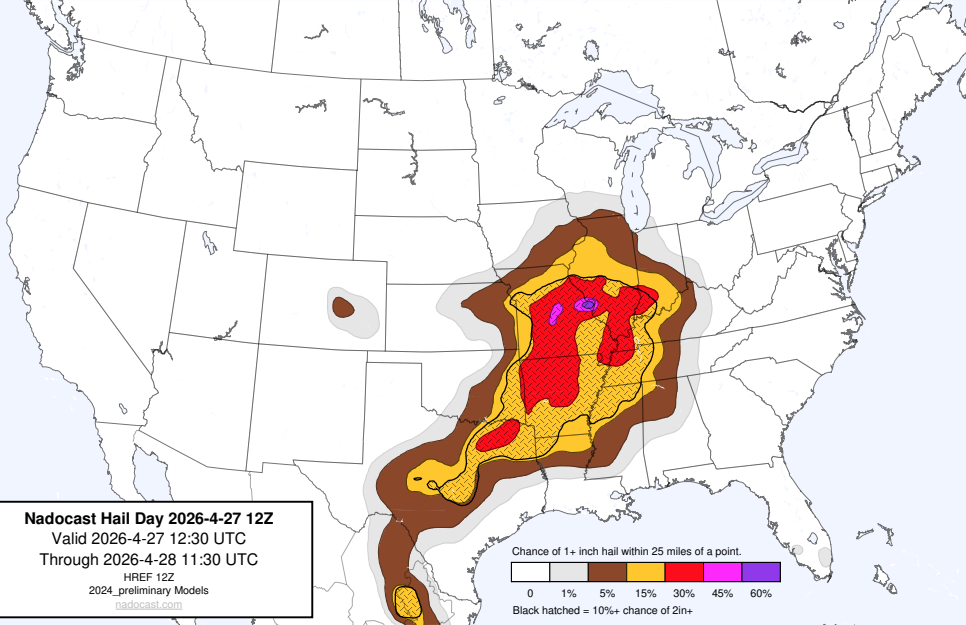 Nadocast Hail Day 2026-4-27 12Z
Valid 2026-4-27 12:30 UTC
Through 2026-4-28 11:30 UTC
HREF 12Z
2024_preliminary Models
nadocast.com
Chance of 1+ inch hail within 25 miles of a point.
0 1% 5% 15% 30% 45% 60%
Black hatched = 10%+ chance of 2in+